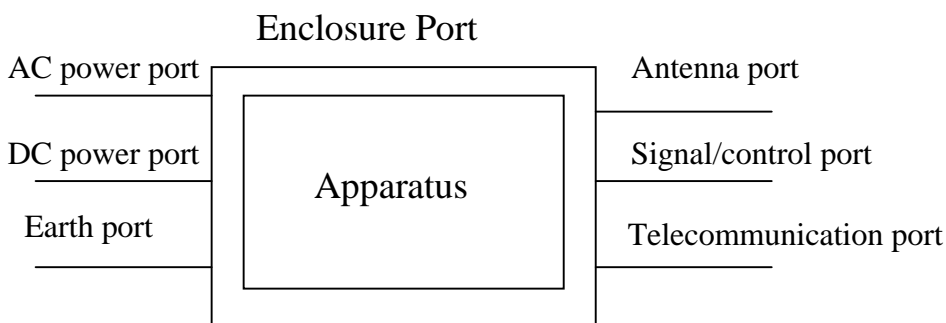 Enclosure Port
AC power port
Antenna port
DC power port
Signal/control port
Apparatus
Earth port
Telecommunication port